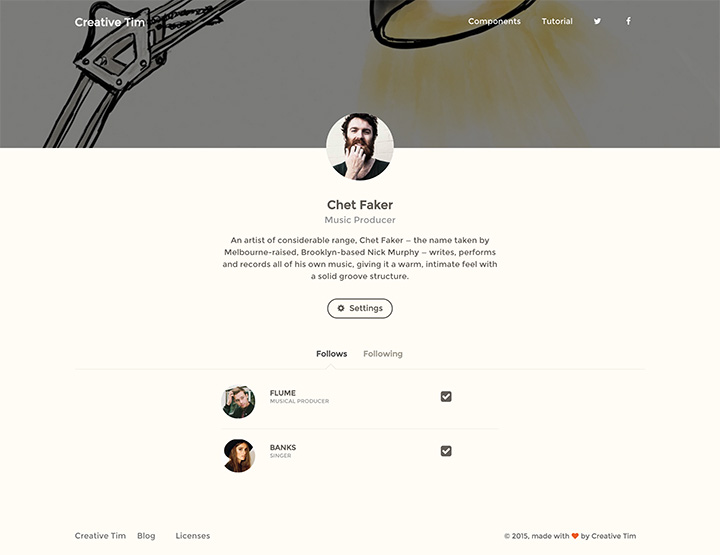 Creative Tim
Components
Tutorial
Chet Faker
Music Producer
An artist of considerable range, Chet Faker – the name taken by
Melbourne-raised, Brooklyn-based Nick Murphy – writes, performs
and records all of his own music, giving it a warm, intimate feel with
a solid groove structure.
Settings
Follows
Following
FLUME
MUSICAL PRODUCER
BANKS
SINGER
Creative Tim
Blog
Licenses
© 2015, made with ♥ by Creative Tim